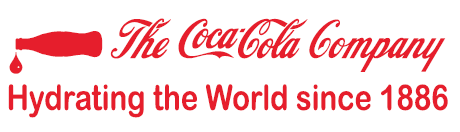 The Coca-Cola Company
Hydrating the World since 1886